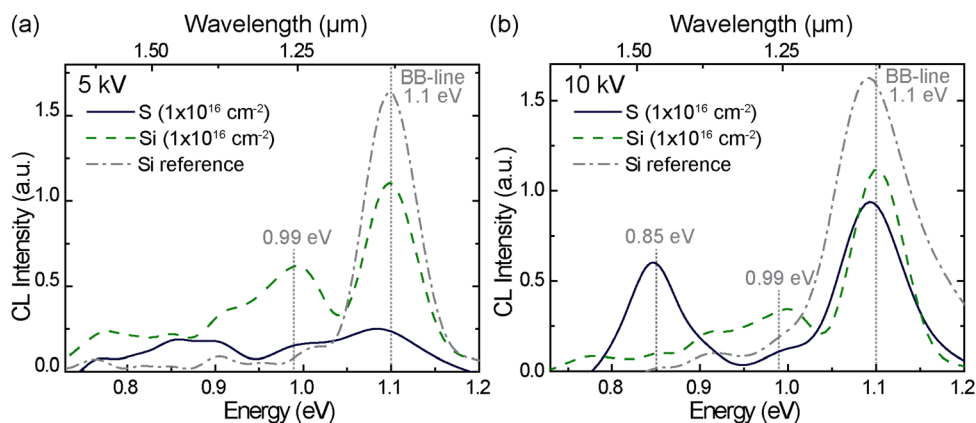 (a)
Wavelength (µm)
1.50 1.25
5 kV
BB-line
1.1 eV
S (1x10¹⁶ cm⁻²)
Si (1x10¹⁶ cm⁻²)
Si reference
0.99 eV
CL Intensity (a.u.)
1.5
1.0
0.5
0.0
0.8 0.9 1.0 1.1 1.2
Energy (eV)
(b)
Wavelength (µm)
1.50 1.25
10 kV
BB-line
1.1 eV
S (1x10¹⁶ cm⁻²)
Si (1x10¹⁶ cm⁻²)
Si reference
0.85 eV
0.99 eV
CL Intensity (a.u.)
1.5
1.0
0.5
0.0
0.8 0.9 1.0 1.1 1.2
Energy (eV)